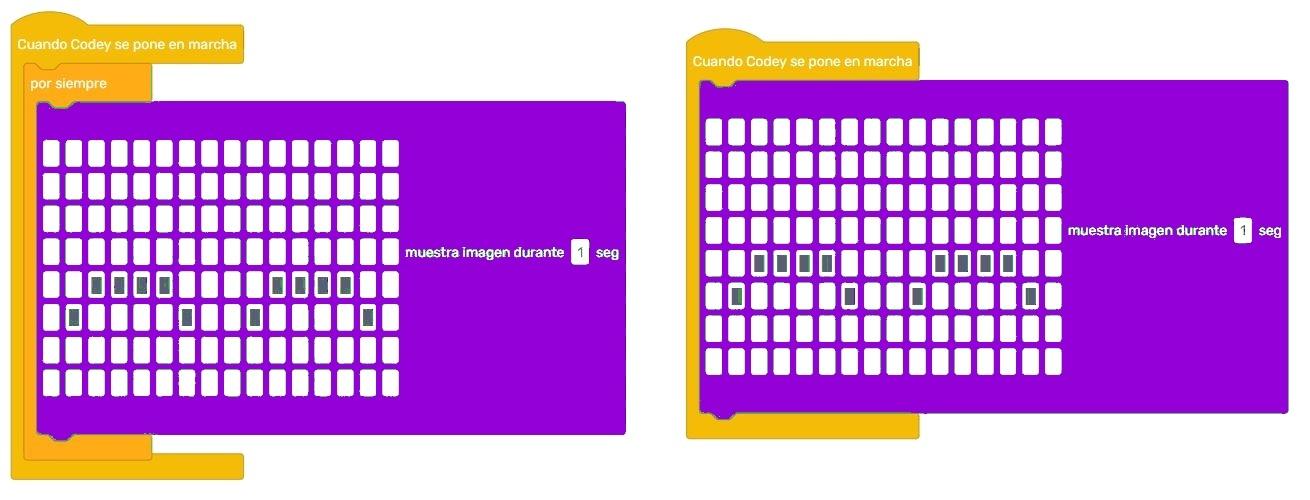 Cuando Codey se pone en marcha
por siempre
muestra imagen durante 1 seg
Cuando Codey se pone en marcha
muestra imagen durante 1 seg